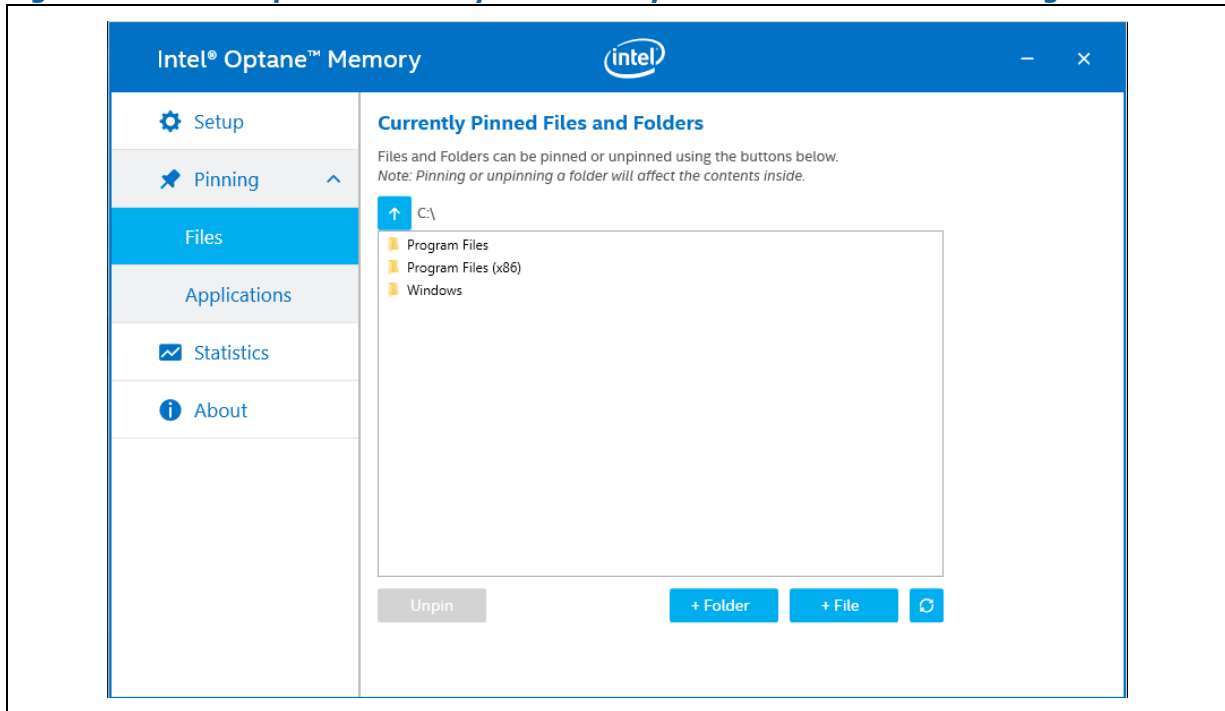 Intel® Optane™ Memory
intel
Setup
Pinning
Files
Applications
Statistics
About
Currently Pinned Files and Folders
Files and Folders can be pinned or unpinned using the buttons below.
Note: Pinning or unpinning a folder will affect the contents inside.
C:\
Program Files
Program Files (x86)
Windows
Unpin
+ Folder
+ File